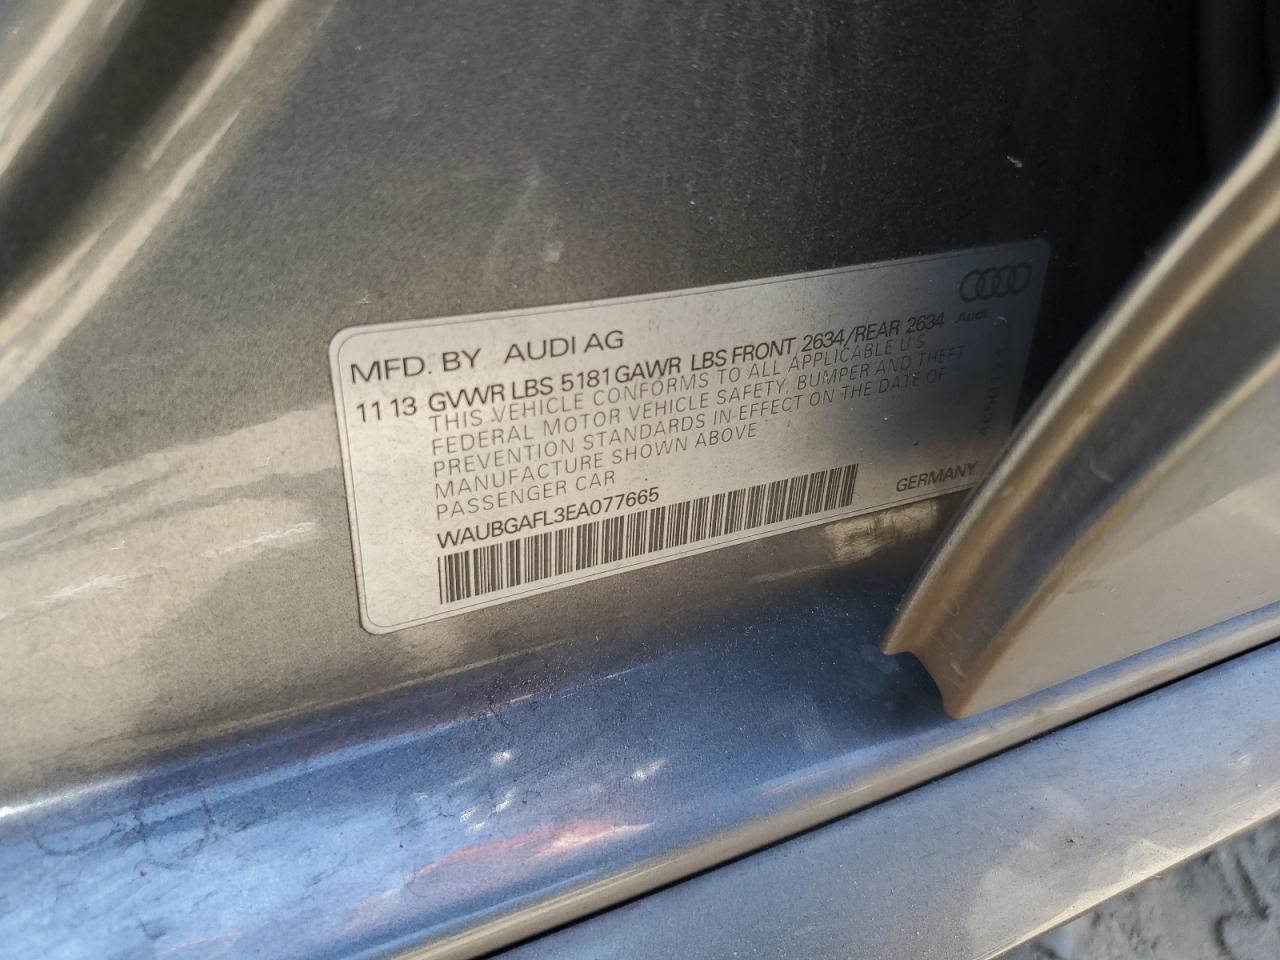 Audi
MFD. BY AUDI AG
11 13 GVWR LBS 5181 GAWR LBS FRONT 2634/REAR 2634
THIS VEHICLE CONFORMS TO ALL APPLICABLE U S
FEDERAL MOTOR VEHICLE SAFETY, BUMPER AND THEFT
PREVENTION STANDARDS IN EFFECT ON THE DATE OF
MANUFACTURE SHOWN ABOVE
PASSENGER CAR
WAUBGAFL3EA077665
GERMANY